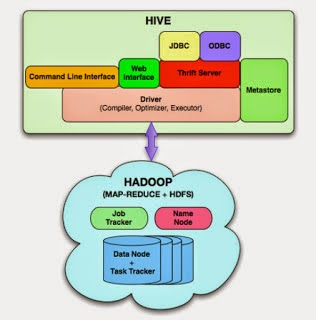 HIVE
JDBC
ODBC
Command Line Interface
Web
Interface
Thrift Server
Metastore
Driver
(Compiler, Optimizer, Executor)
HADOOP
(MAP-REDUCE + HDFS)
Job
Tracker
Name
Node
Data Node
+
Task Tracker